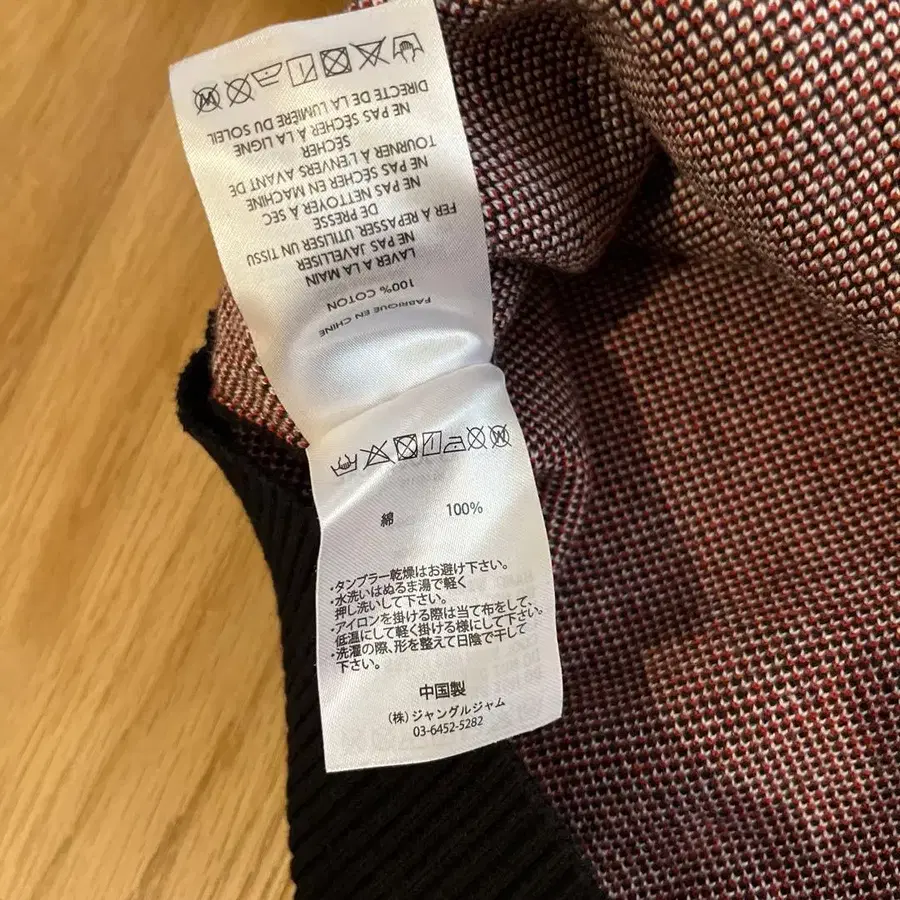 FABRIQUE EN CHINE
100% COTON
LAVER A LA MAIN
NE PAS JAVELLISER
FER A REPASSER. UTILISER UN TISSU
DE PRESSE
NE PAS NETTOYER A SEC
NE PAS SÉCHER EN MACHINE
TOURNER À L'ENVERS AVANT DE
SÉCHER
NE PAS SÉCHER À LA LIGNE
DIRECTE DE LA LUMIÈRE DU SOLEIL
綿 100%
・タンブラー乾燥はお避け下さい。
・水洗いはぬるま湯で軽く
押し洗いして下さい。
・アイロンを掛ける際は当て布をして、
低温にして軽く掛ける様にして下さい。
・洗濯の際、形を整えて日陰で干して
下さい。
中国製
(株)ジャングルジャム
03-6452-5282